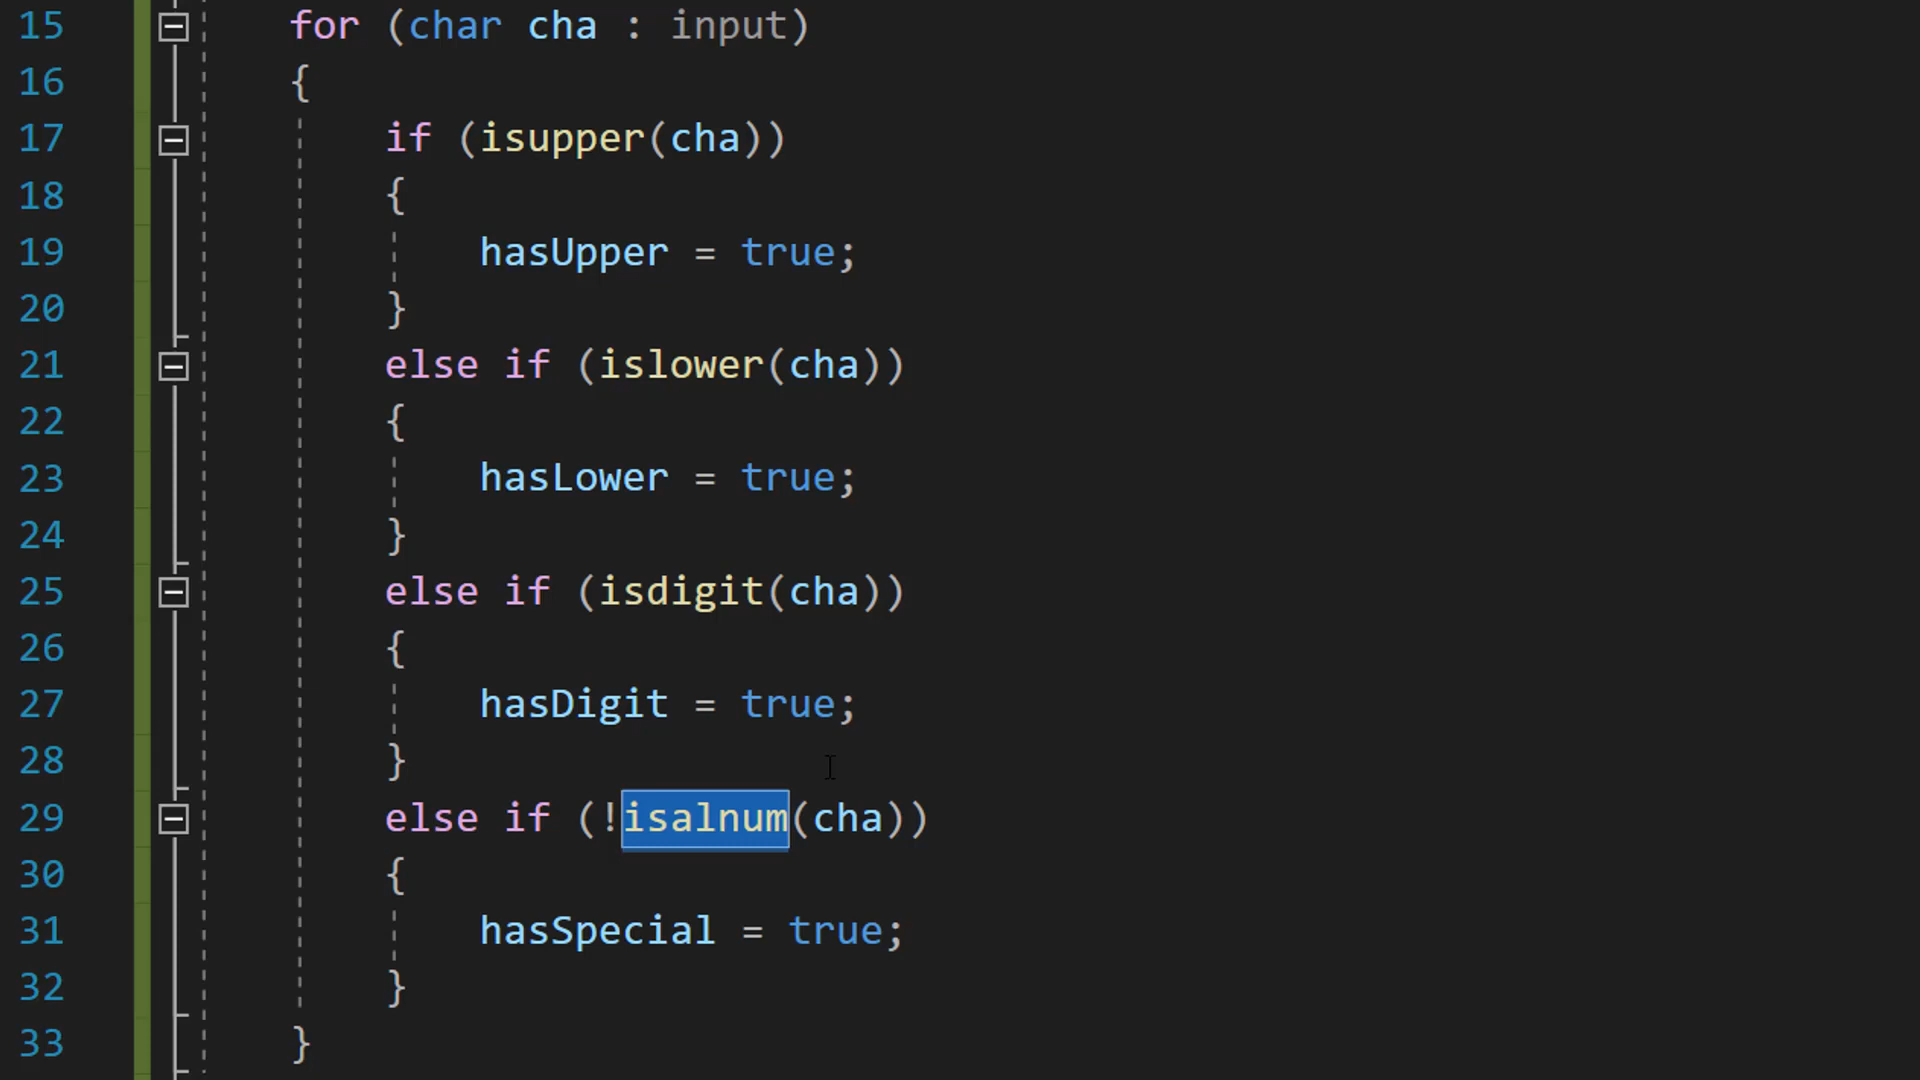 15 for (char cha : input)
16 {
17 if (isupper(cha))
18 {
19 hasUpper = true;
20 }
21 else if (islower(cha))
22 {
23 hasLower = true;
24 }
25 else if (isdigit(cha))
26 {
27 hasDigit = true;
28 }
29 else if (!isalnum(cha))
30 {
31 hasSpecial = true;
32 }
33 }